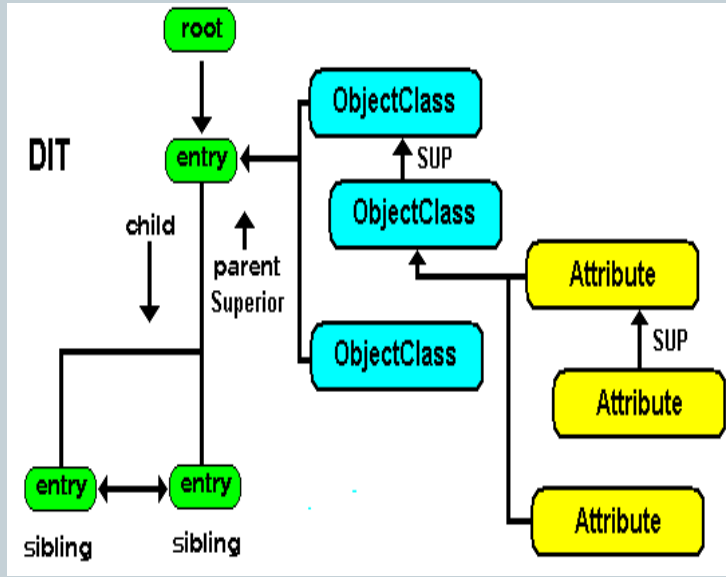 root
ObjectClass
DIT
entry
SUP
child
ObjectClass
parent
Superior
Attribute
ObjectClass
SUP
Attribute
entry
entry
Attribute
sibling
sibling